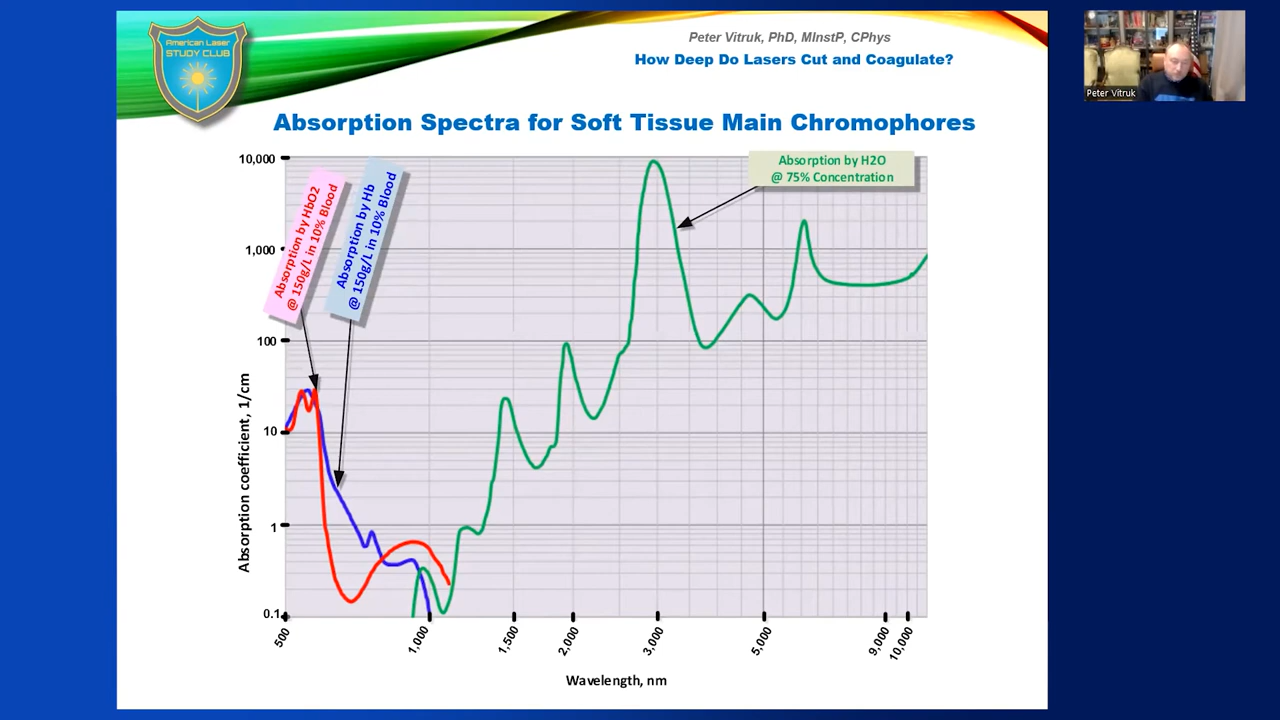 American Laser
STUDY CLUB
Peter Vitruk, PhD, MInstP, CPhys
How Deep Do Lasers Cut and Coagulate?
Peter Vitruk
Absorption Spectra for Soft Tissue Main Chromophores
Absorption by HbO2
@ 150g/L in 10% Blood
Absorption by Hb
@ 150g/L in 10% Blood
Absorption by H2O
@ 75% Concentration
Absorption coefficient, 1/cm
10,000
1,000
100
10
1
0.1
500
1,000
1,500
2,000
3,000
5,000
9,000
10,000
Wavelength, nm